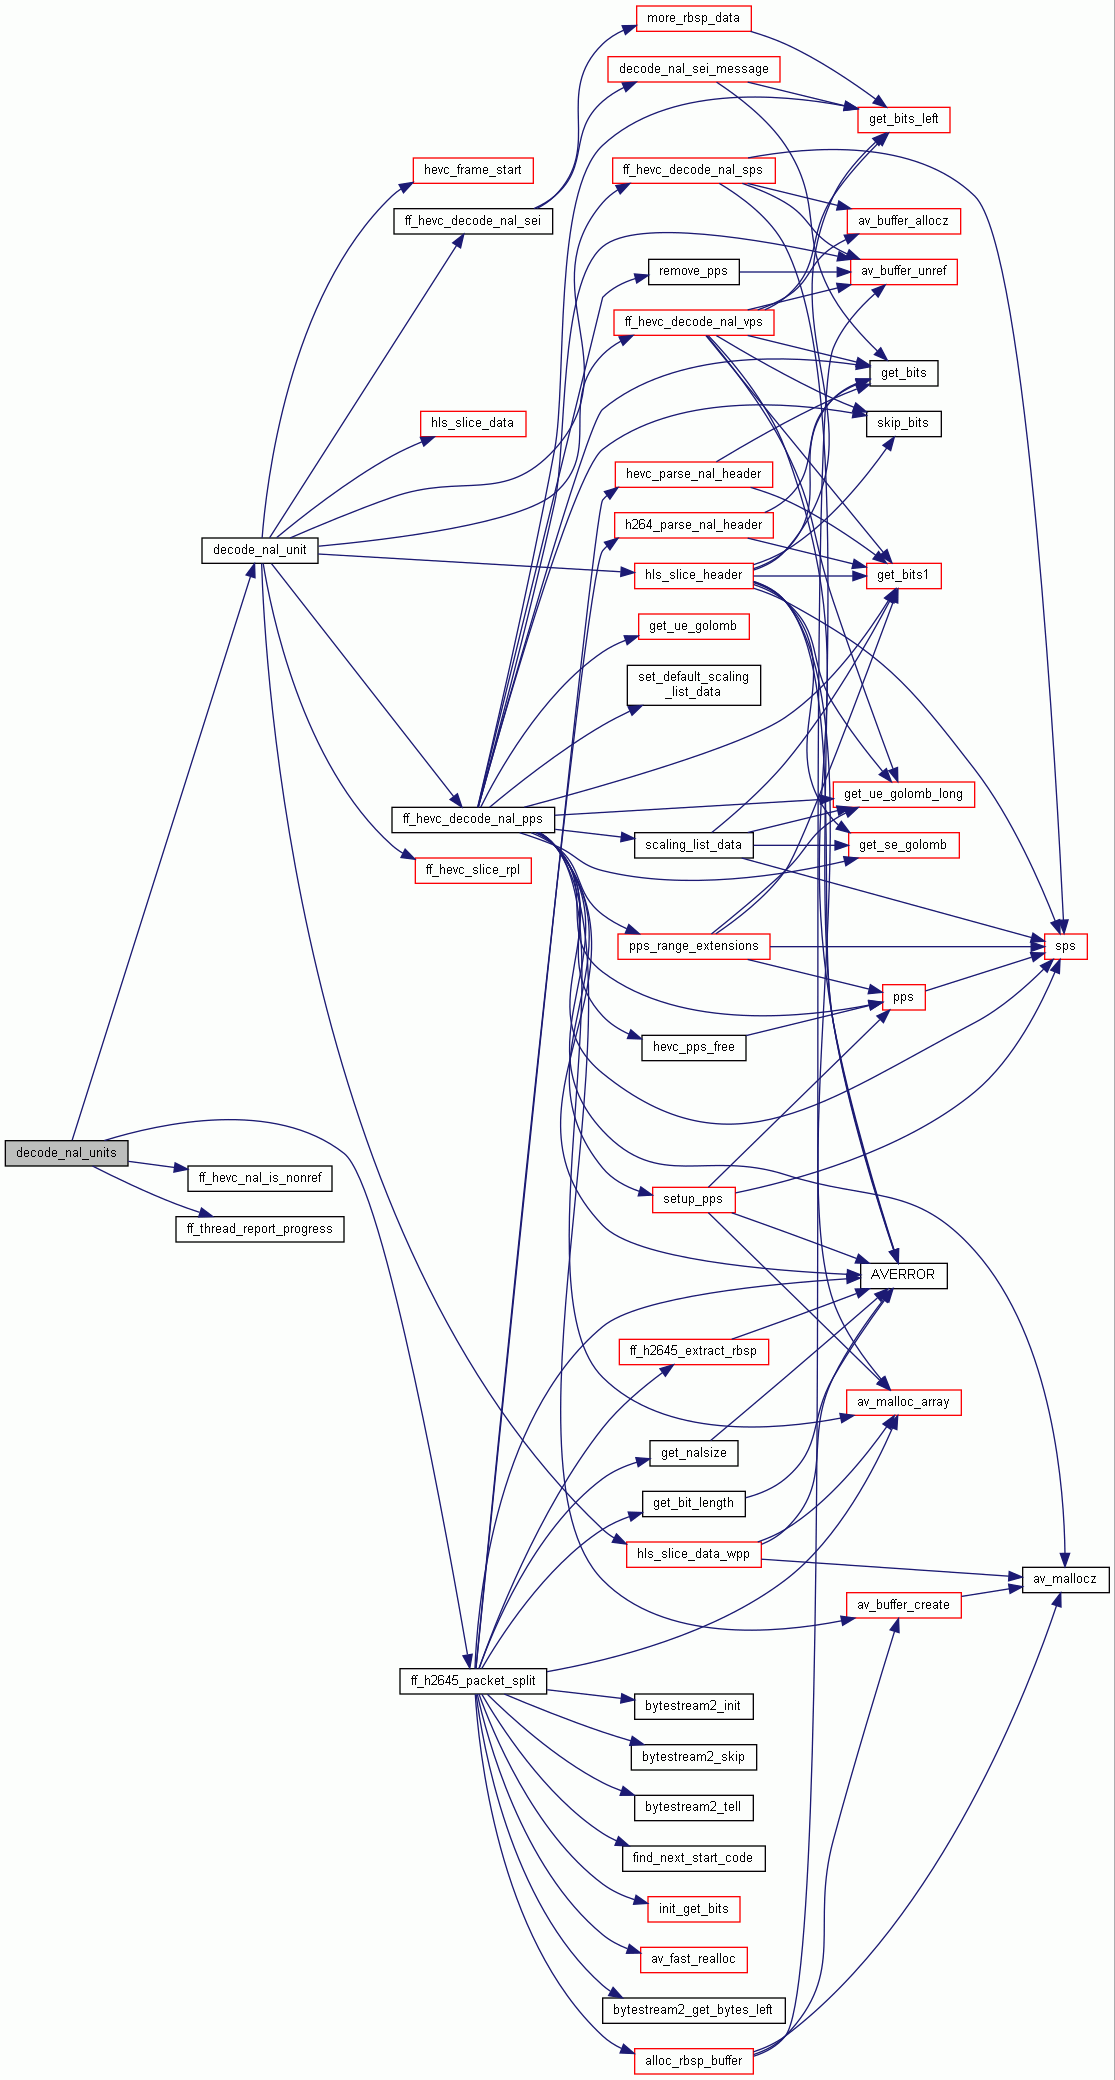 more_rbsp_data
decode_nal_sei_message
get_bits_left
hevc_frame_start
ff_hevc_decode_nal_sps
ff_hevc_decode_nal_sei
av_buffer_allocz
remove_pps
av_buffer_unref
ff_hevc_decode_nal_vps
get_bits
hls_slice_data
skip_bits
hevc_parse_nal_header
h264_parse_nal_header
decode_nal_unit
hls_slice_header
get_bits1
get_ue_golomb
set_default_scaling
_list_data
get_ue_golomb_long
ff_hevc_decode_nal_pps
scaling_list_data
get_se_golomb
ff_hevc_slice_rpl
pps_range_extensions
sps
pps
hevc_pps_free
decode_nal_units
ff_hevc_nal_is_nonref
setup_pps
ff_thread_report_progress
AVERROR
ff_h2645_extract_rbsp
av_malloc_array
get_nalsize
get_bit_length
hls_slice_data_wpp
av_mallocz
av_buffer_create
ff_h2645_packet_split
bytestream2_init
bytestream2_skip
bytestream2_tell
find_next_start_code
init_get_bits
av_fast_realloc
bytestream2_get_bytes_left
alloc_rbsp_buffer